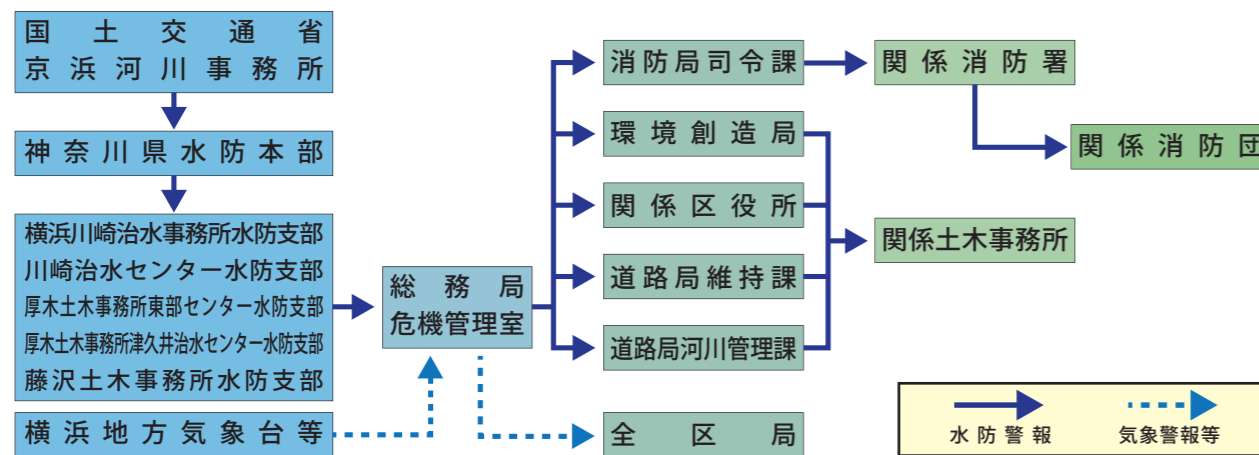 国土交通省
京浜河川事務所
神奈川県水防本部
横浜川崎治水事務所水防支部
川崎治水センター水防支部
厚木土木事務所東部センター水防支部
厚木土木事務所津久井治水センター水防支部
藤沢土木事務所水防支部
横浜地方気象台等
総務局
危機管理室
消防局司令課
環境創造局
関係区役所
道路局維持課
道路局河川管理課
全区局
関係消防署
関係消防団
関係土木事務所
水防警報
気象警報等